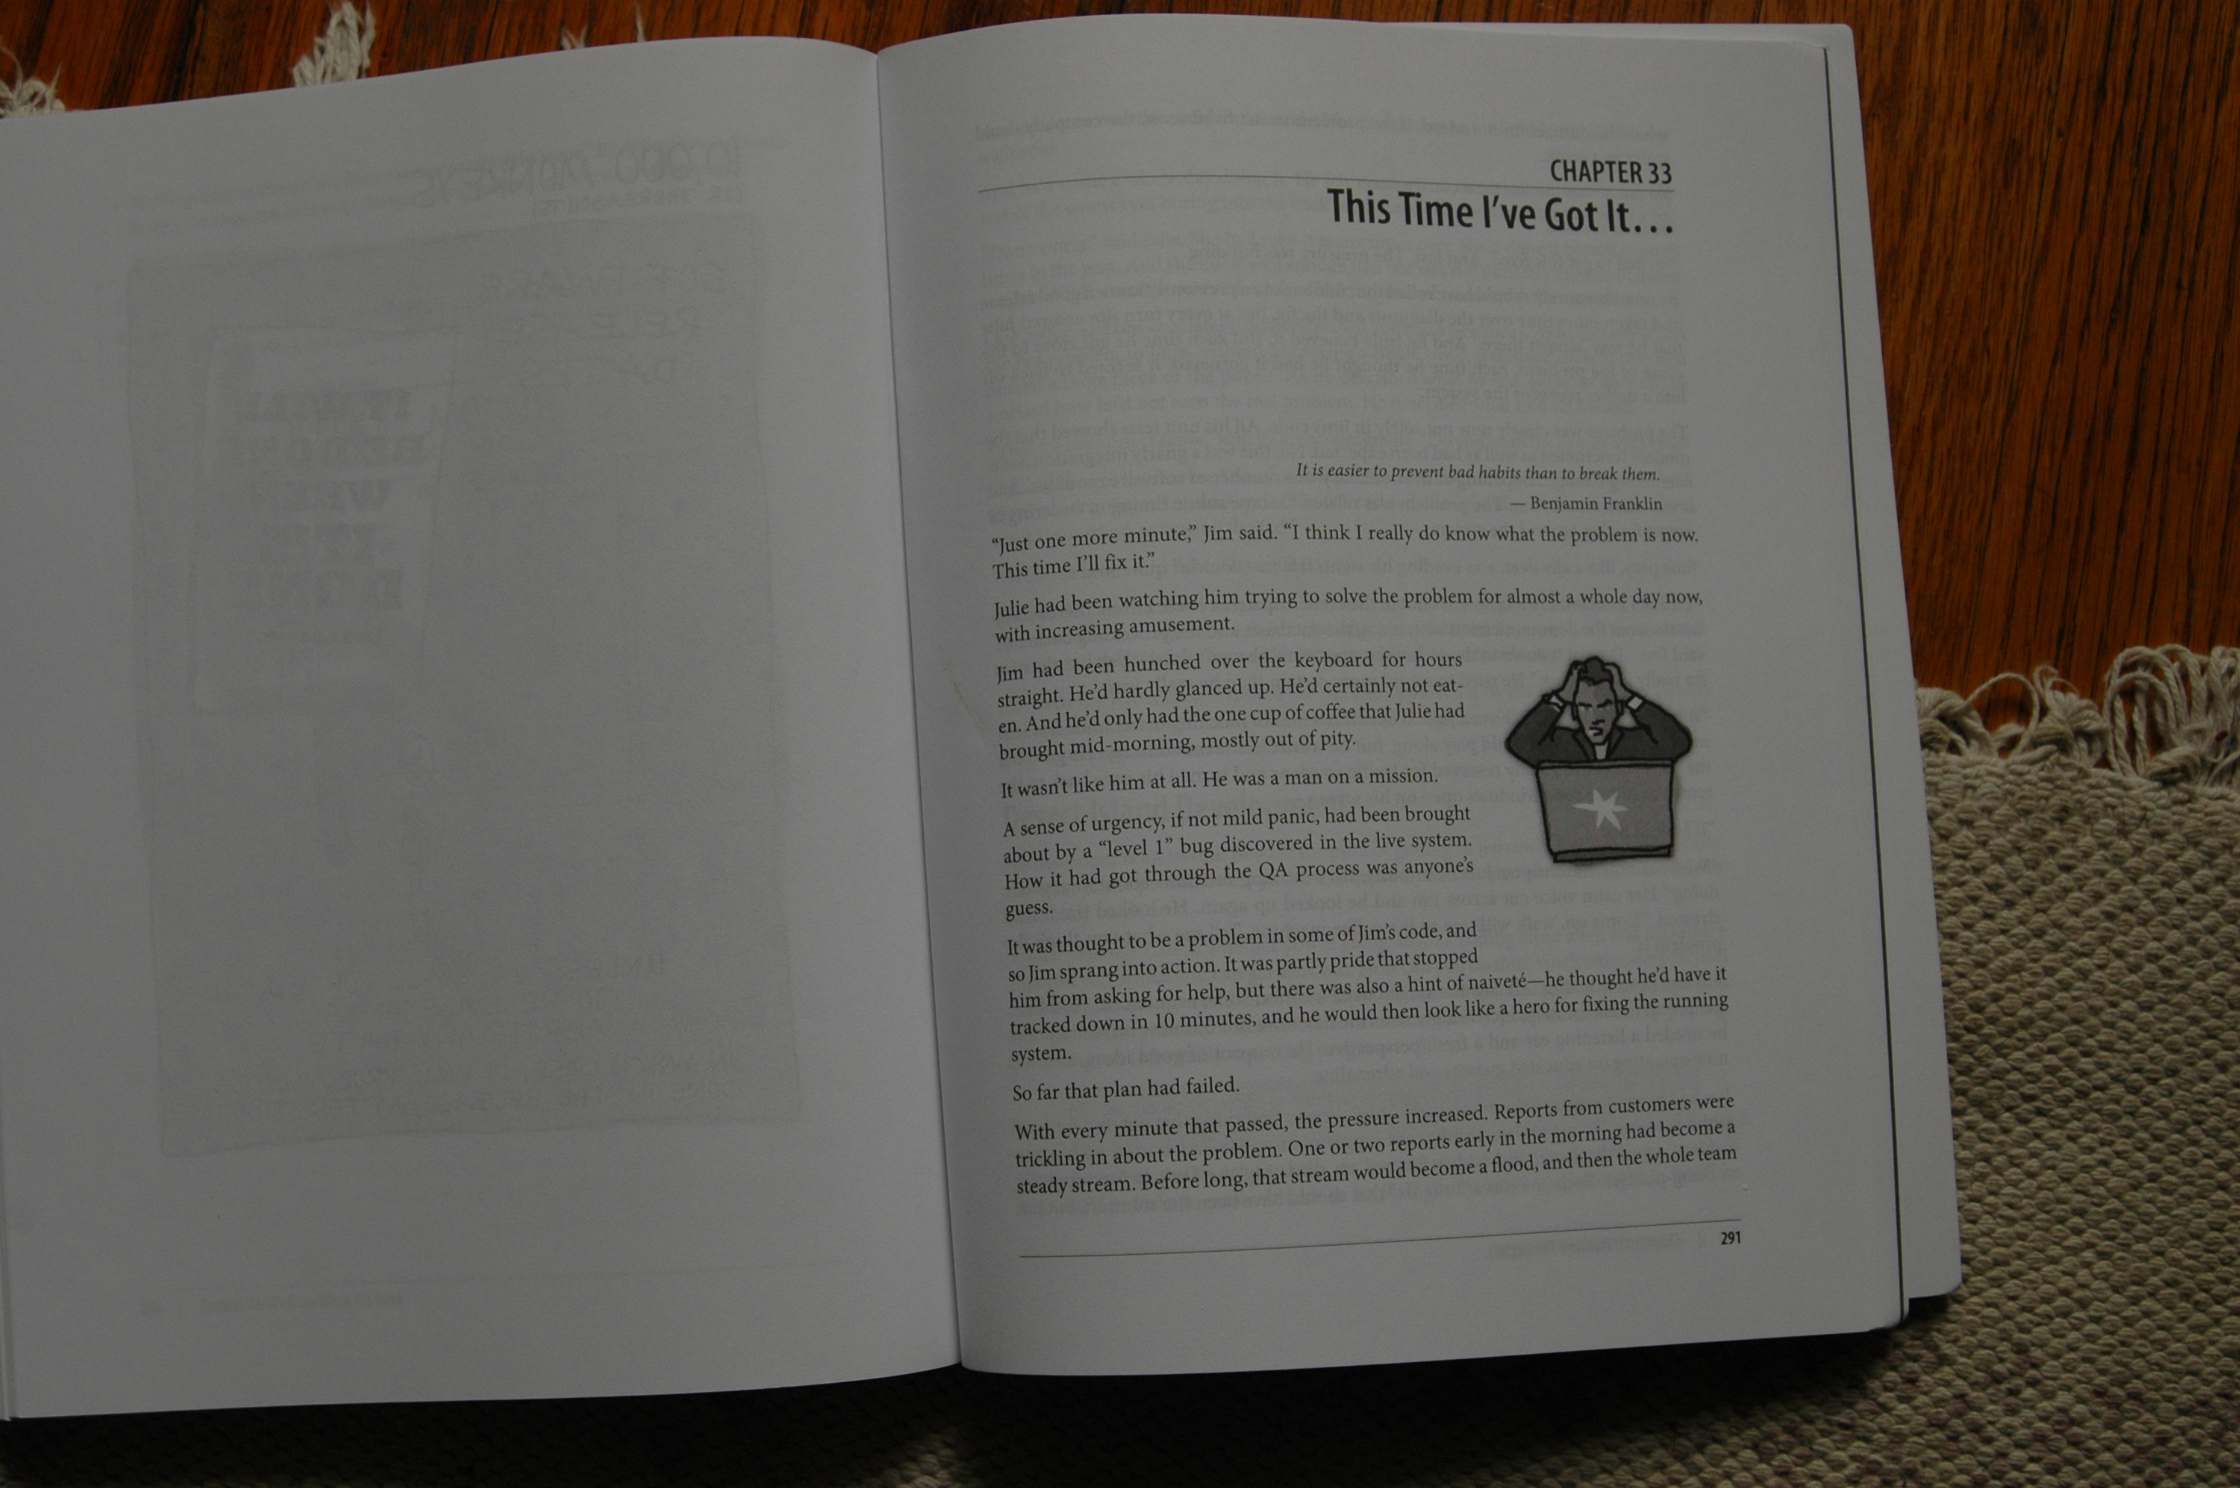 CHAPTER 33
This Time I've Got It…
It is easier to prevent bad habits than to break them.
— Benjamin Franklin
“Just one more minute,” Jim said. “I think I really do know what the problem is now.
This time I'll fix it.”
Julie had been watching him trying to solve the problem for almost a whole day now,
with increasing amusement.
Jim had been hunched over the keyboard for hours
straight. He'd hardly glanced up. He'd certainly not eat-
en. And he'd only had the one cup of coffee that Julie had
brought mid-morning, mostly out of pity.
It wasn't like him at all. He was a man on a mission.
A sense of urgency, if not mild panic, had been brought
about by a “level 1” bug discovered in the live system.
How it had got through the QA process was anyone's
guess.
It was thought to be a problem in some of Jim's code, and
so Jim sprang into action. It was partly pride that stopped
him from asking for help, but there was also a hint of naiveté—he thought he'd have it
tracked down in 10 minutes, and he would then look like a hero for fixing the running
system.
So far that plan had failed.
With every minute that passed, the pressure increased. Reports from customers were
trickling in about the problem. One or two reports early in the morning had become a
steady stream. Before long, that stream would become a flood, and then the whole team
291